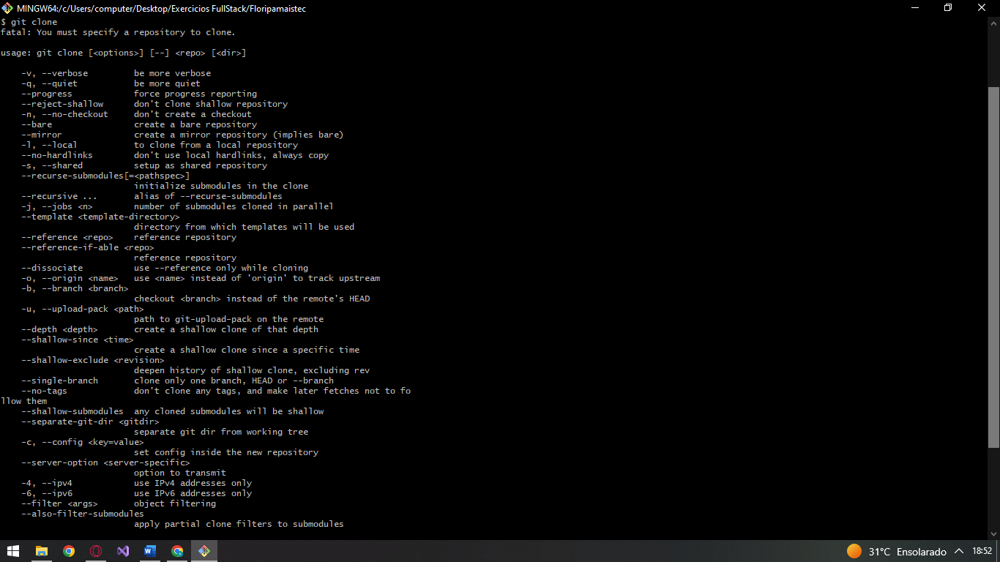 MINGW64:/c/Users/computer/Desktop/Exercicios FullStack/Floripamaistec
$ git clone
fatal: You must specify a repository to clone.
usage: git clone [<options>] [--] <repo> [<dir>]
-v, --verbose be more verbose
-q, --quiet be more quiet
--progress force progress reporting
--reject-shallow don't clone shallow repository
-n, --no-checkout don't create a checkout
--bare create a bare repository
--mirror create a mirror repository (implies bare)
-l, --local to clone from a local repository
--no-hardlinks don't use local hardlinks, always copy
-s, --shared setup as shared repository
--recurse-submodules[=<pathspec>]
initialize submodules in the clone
--recursive ... alias of --recurse-submodules
-j, --jobs <n> number of submodules cloned in parallel
--template <template-directory>
directory from which templates will be used
--reference <repo> reference repository
--reference-if-able <repo>
reference repository
--dissociate use --reference only while cloning
-o, --origin <name> use <name> instead of 'origin' to track upstream
-b, --branch <branch>
checkout <branch> instead of the remote's HEAD
-u, --upload-pack <path>
path to git-upload-pack on the remote
--depth <depth> create a shallow clone of that depth
--shallow-since <time>
create a shallow clone since a specific time
--shallow-exclude <revision>
deepen history of shallow clone, excluding rev
--single-branch clone only one branch, HEAD or --branch
--no-tags don't clone any tags, and make later fetches not to fo
llow them
--shallow-submodules any cloned submodules will be shallow
--separate-git-dir <gitdir>
separate git dir from working tree
-c, --config <key=value>
set config inside the new repository
--server-option <server-specific>
option to transmit
-4, --ipv4 use IPv4 addresses only
-6, --ipv6 use IPv6 addresses only
--filter <args> object filtering
--also-filter-submodules
apply partial clone filters to submodules
31°C Ensolarado 18:52